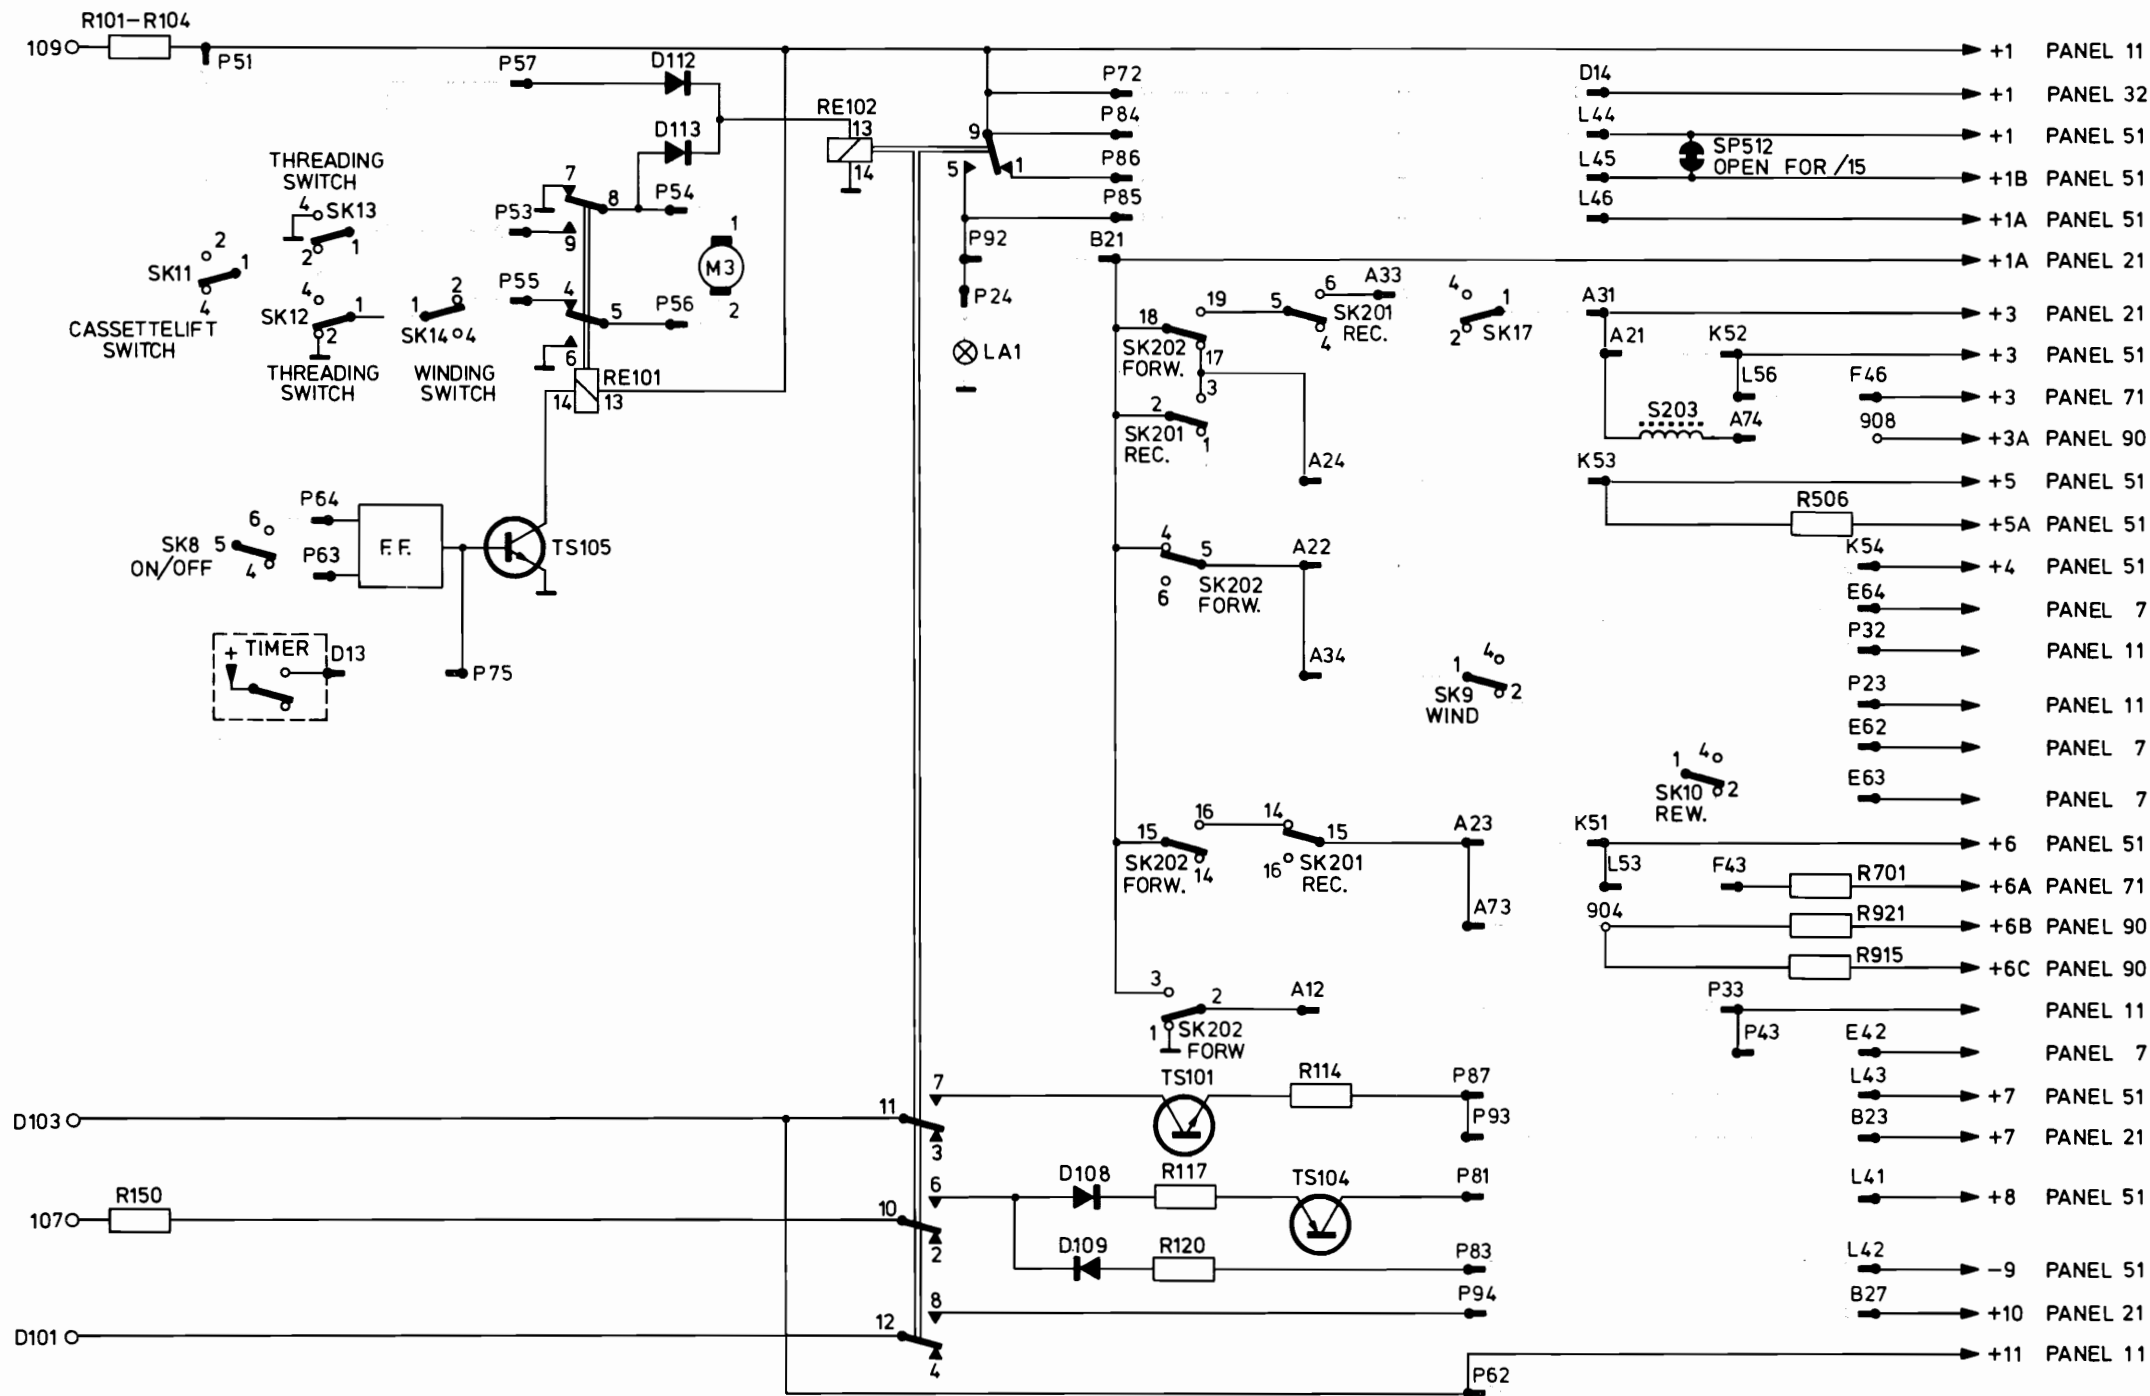 R101–R104
109
P51
P57
D112
RE102
13
14
P72
D14
+1 PANEL 11
+1 PANEL 32
P84
L44
+1 PANEL 51
D113
9
5
1
P86
L45
SP512
OPEN FOR /15
+1B PANEL 51
P85
L46
+1A PANEL 51
THREADING
SWITCH
4
SK13
2
1
7
8
P54
P53
9
1
M3
2
P92
B21
+1A PANEL 21
2
1
SK11
4
CASSETTELIFT
SWITCH
4
1
SK12
2
THREADING
SWITCH
2
1
SK14
4
WINDING
SWITCH
P55
4
5
P56
6
RE101
14
13
P24
LA1
19
18
SK202
FORW.
17
5
6
A33
SK201
REC.
4
4
1
2
SK17
A31
+3 PANEL 21
A21
K52
+3 PANEL 51
L56
F46
+3 PANEL 71
3
2
SK201
REC.
1
S203
A74
908
+3A PANEL 90
A24
K53
+5 PANEL 51
R506
+5A PANEL 51
P64
6
SK8
ON/OFF
5
4
P63
F.F.
TS105
4
5
A22
6
SK202
FORW.
K54
+4 PANEL 51
E64
PANEL 7
+
TIMER
D13
P75
A34
P32
PANEL 11
1
4
SK9
WIND
2
P23
PANEL 11
E62
PANEL 7
1
4
SK10
REW.
2
E63
PANEL 7
16
14
15
15
SK202
FORW.
14
16
SK201
REC.
A23
K51
+6 PANEL 51
L53
F43
R701
+6A PANEL 71
A73
904
R921
+6B PANEL 90
R915
+6C PANEL 90
3
2
A12
1
SK202
FORW
P33
PANEL 11
P43
E42
PANEL 7
7
TS101
R114
P87
L43
+7 PANEL 51
D103
11
3
P93
B23
+7 PANEL 21
R150
107
6
D108
R117
TS104
P81
L41
+8 PANEL 51
10
2
D109
R120
P83
L42
–9 PANEL 51
8
P94
B27
+10 PANEL 21
D101
12
4
+11 PANEL 11
P62